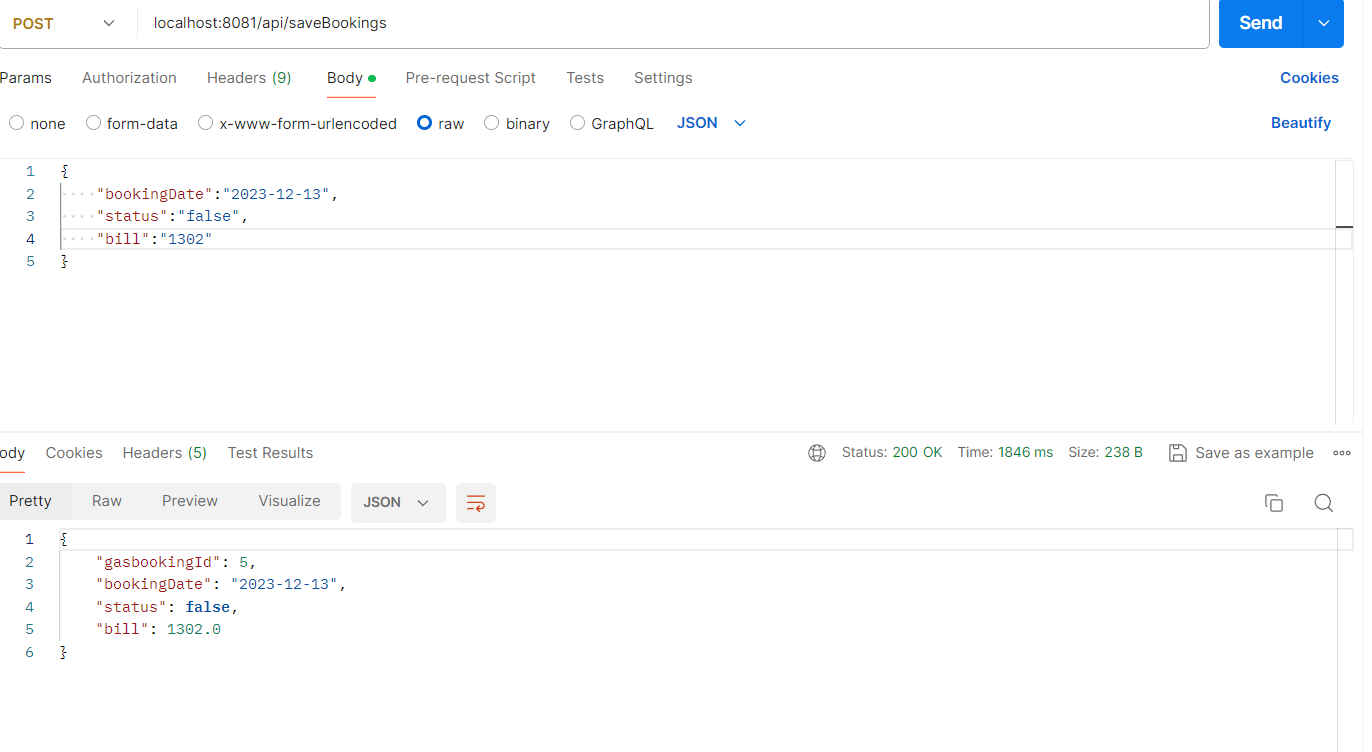 POST localhost:8081/api/saveBookings Send
Params Authorization Headers (9) Body Pre-request Script Tests Settings Cookies
none form-data x-www-form-urlencoded raw binary GraphQL JSON Beautify
1 {
2 ····"bookingDate":"2023-12-13",
3 ····"status":"false",
4 ····"bill":"1302"
5 }
ody Cookies Headers (5) Test Results Status: 200 OK Time: 1846 ms Size: 238 B Save as example
Pretty Raw Preview Visualize JSON
1 {
2 "gasbookingId": 5,
3 "bookingDate": "2023-12-13",
4 "status": false,
5 "bill": 1302.0
6 }